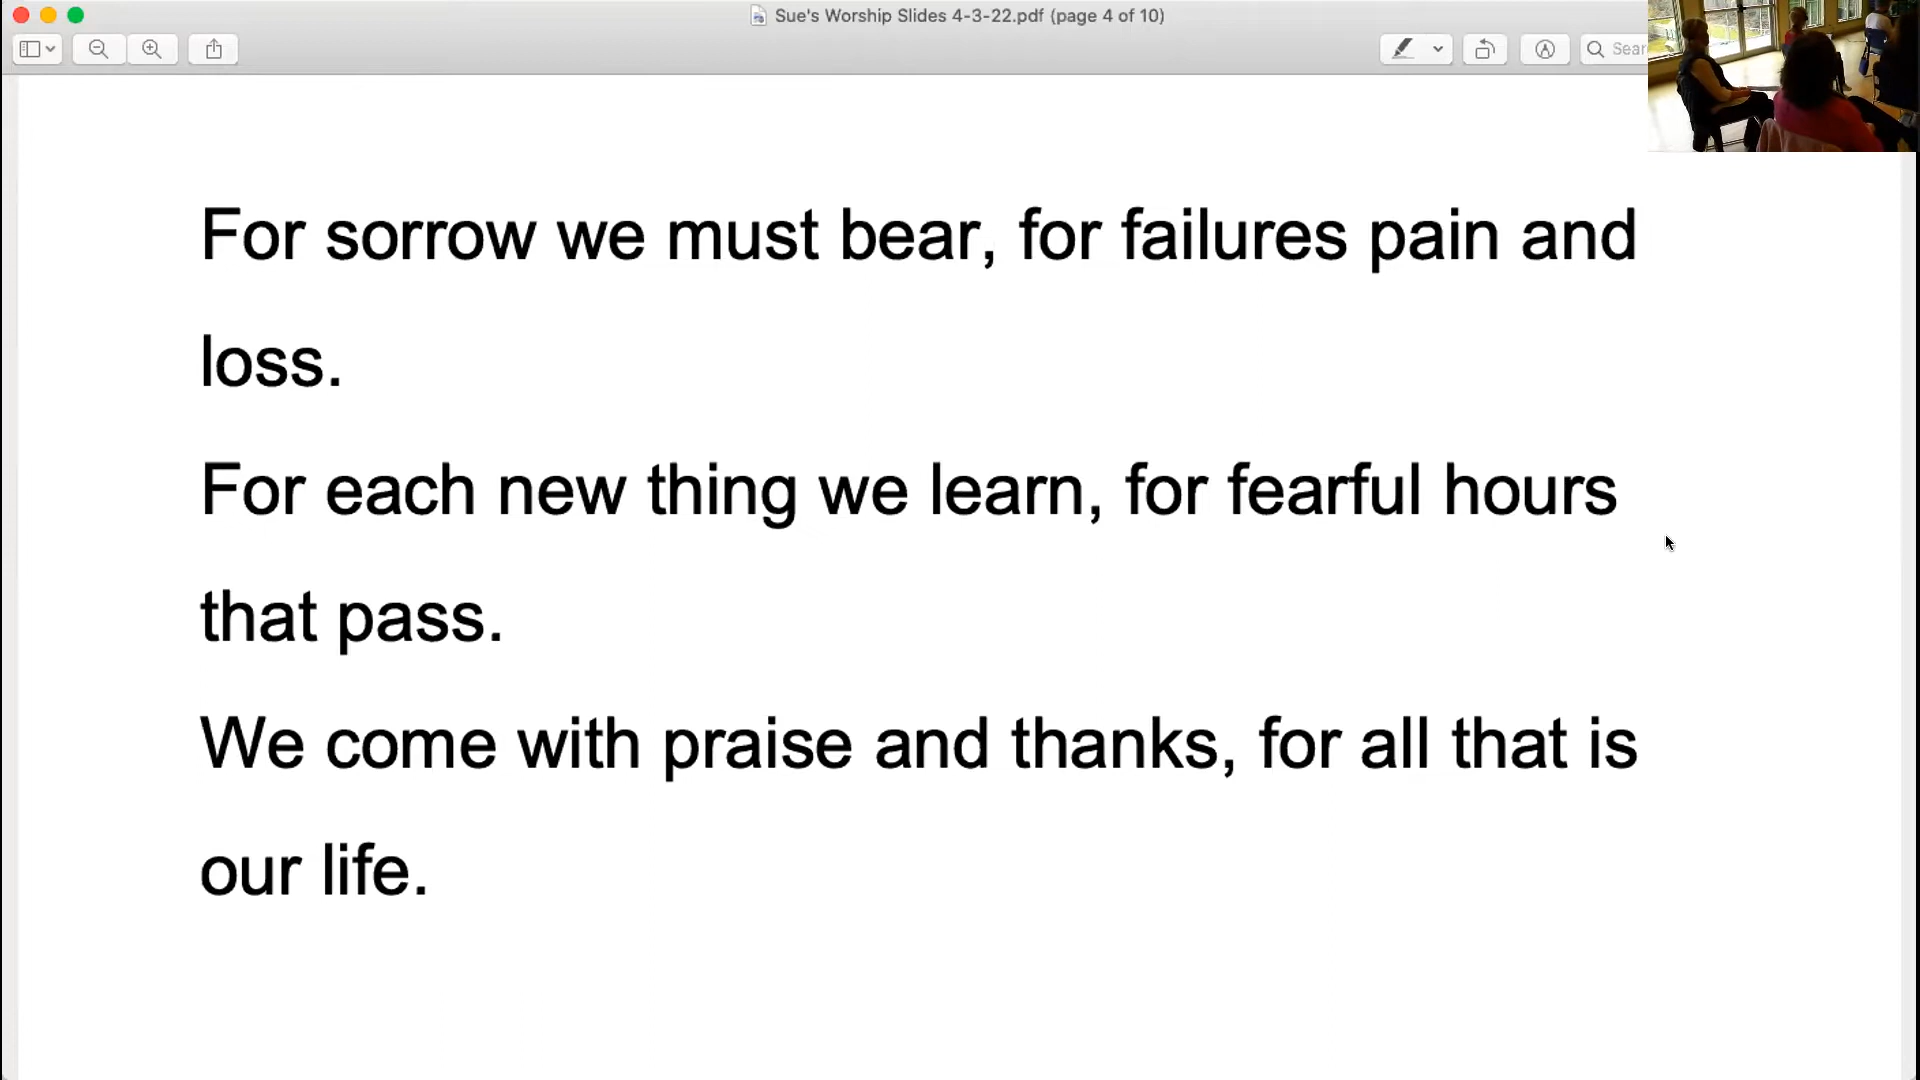 Sue's Worship Slides 4-3-22.pdf (page 4 of 10)
Sear
For sorrow we must bear, for failures pain and
loss.
For each new thing we learn, for fearful hours
that pass.
We come with praise and thanks, for all that is
our life.